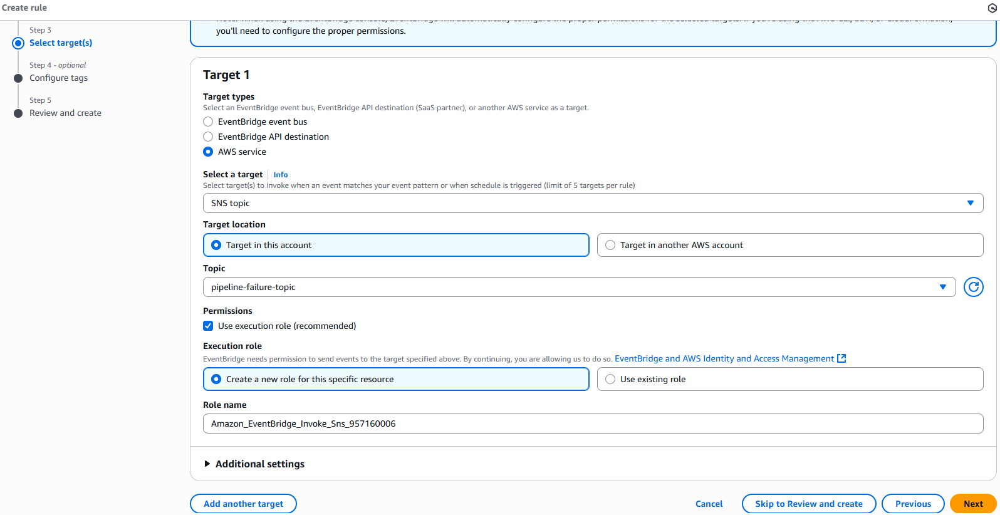 Create rule
Step 3
Select target(s)
Step 4 - optional
Configure tags
Step 5
Review and create
you'll need to configure the proper permissions.
Target 1
Target types
Select an EventBridge event bus, EventBridge API destination (SaaS partner), or another AWS service as a target.
EventBridge event bus
EventBridge API destination
AWS service
Select a target Info
Select target(s) to invoke when an event matches your event pattern or when schedule is triggered (limit of 5 targets per rule)
SNS topic
Target location
Target in this account
Target in another AWS account
Topic
pipeline-failure-topic
Permissions
Use execution role (recommended)
Execution role
EventBridge needs permission to send events to the target specified above. By continuing, you are allowing us to do so. EventBridge and AWS Identity and Access Management
Create a new role for this specific resource
Use existing role
Role name
Amazon_EventBridge_Invoke_Sns_957160006
Additional settings
Add another target
Cancel
Skip to Review and create
Previous
Next